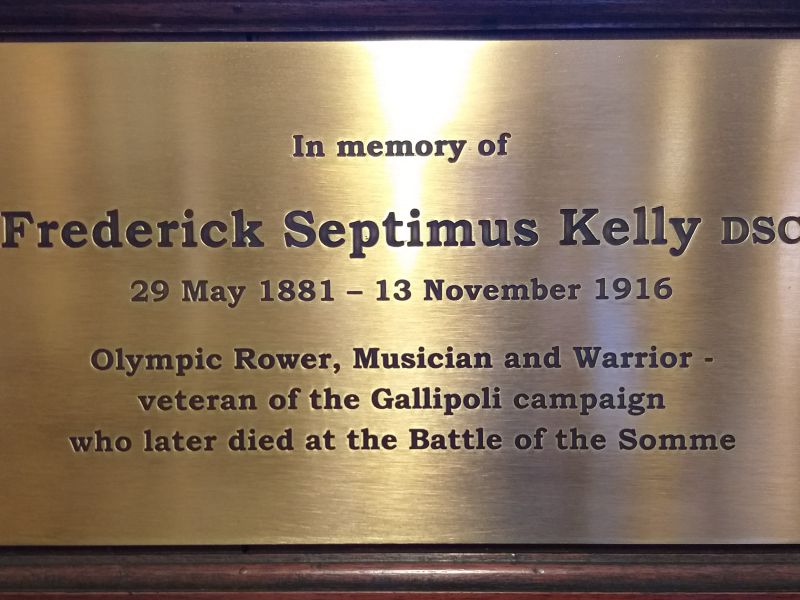 In memory of
Frederick Septimus Kelly DSC
29 May 1881 – 13 November 1916
Olympic Rower, Musician and Warrior -
veteran of the Gallipoli campaign
who later died at the Battle of the Somme